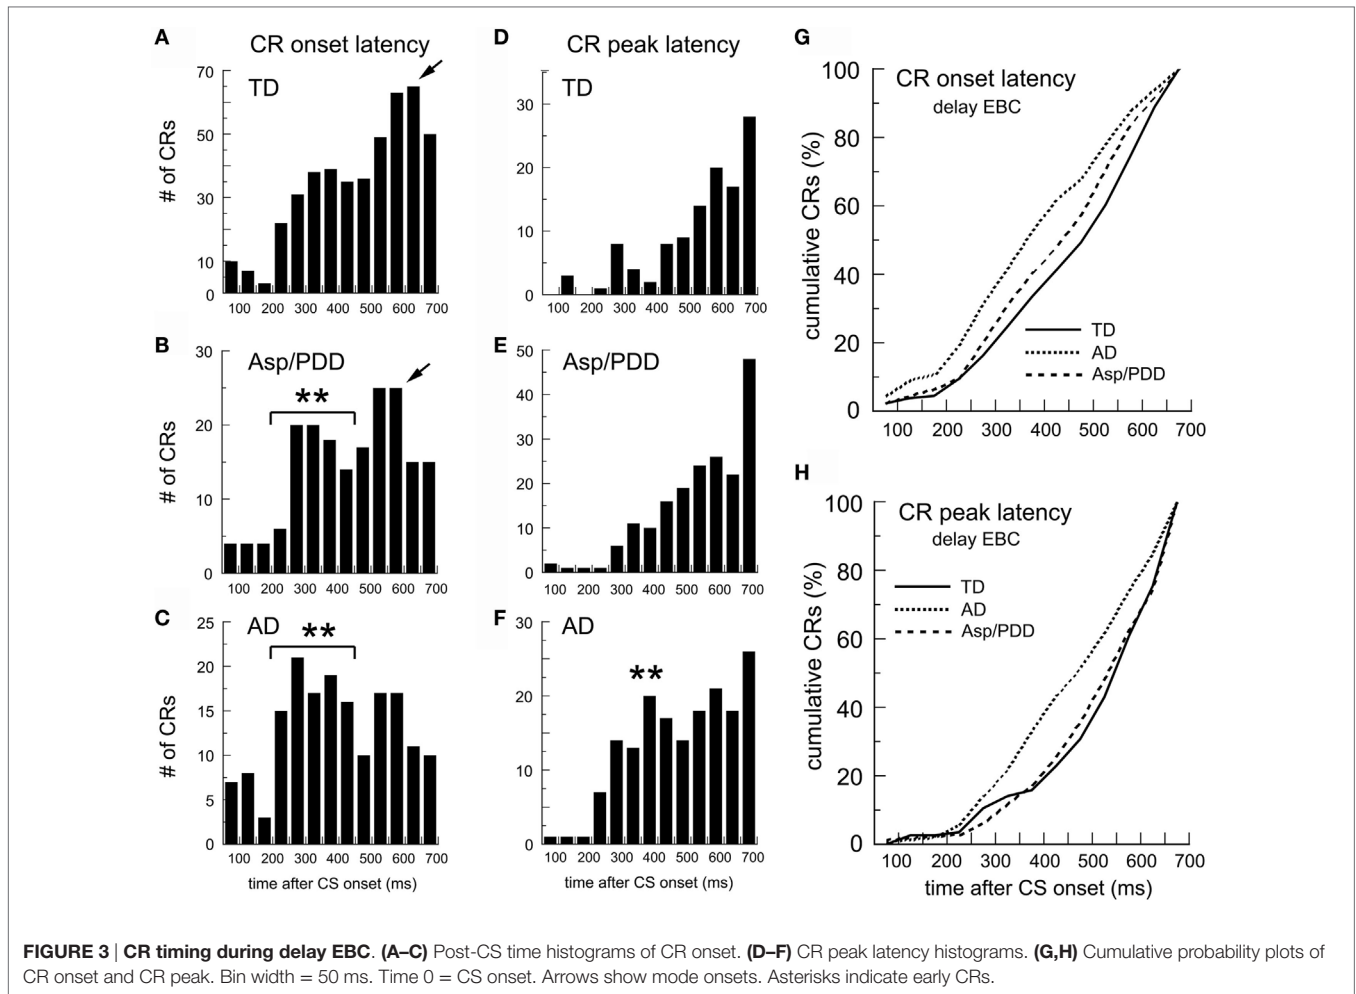 A
CR onset latency
TD
# of CRs
70
50
30
10
0
100 200 300 400 500 600 700
B
Asp/PDD
**
# of CRs
30
20
10
0
100 200 300 400 500 600 700
C
AD
**
# of CRs
25
20
15
10
5
0
100 200 300 400 500 600 700
time after CS onset (ms)
D
CR peak latency
TD
30
20
10
0
100 200 300 400 500 600 700
E
Asp/PDD
50
40
30
20
10
0
100 200 300 400 500 600 700
F
AD
**
30
20
10
0
100 200 300 400 500 600 700
time after CS onset (ms)
G
CR onset latency
delay EBC
cumulative CRs (%)
100
80
60
40
20
0
TD
AD
Asp/PDD
100 200 300 400 500 600 700
H
CR peak latency
delay EBC
cumulative CRs (%)
100
80
60
40
20
0
TD
AD
Asp/PDD
100 200 300 400 500 600 700
time after CS onset (ms)
FIGURE 3 | CR timing during delay EBC. (A–C) Post-CS time histograms of CR onset. (D–F) CR peak latency histograms. (G,H) Cumulative probability plots of
CR onset and CR peak. Bin width = 50 ms. Time 0 = CS onset. Arrows show mode onsets. Asterisks indicate early CRs.